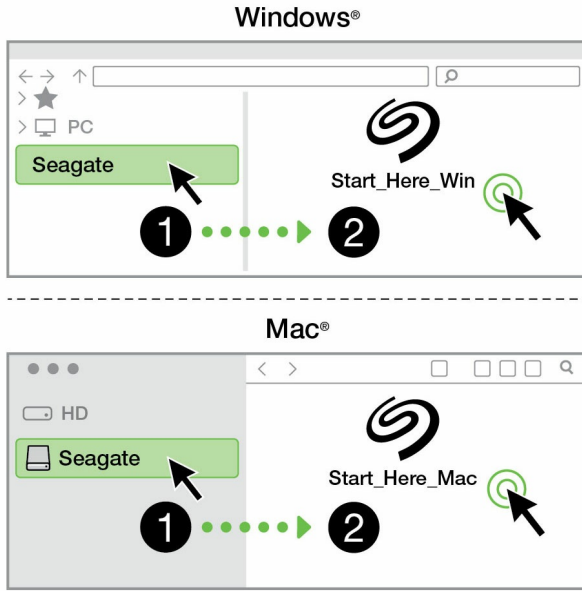 Windows®
PC
Seagate
Start_Here_Win
1 2
Mac®
HD
Seagate
Start_Here_Mac
1 2